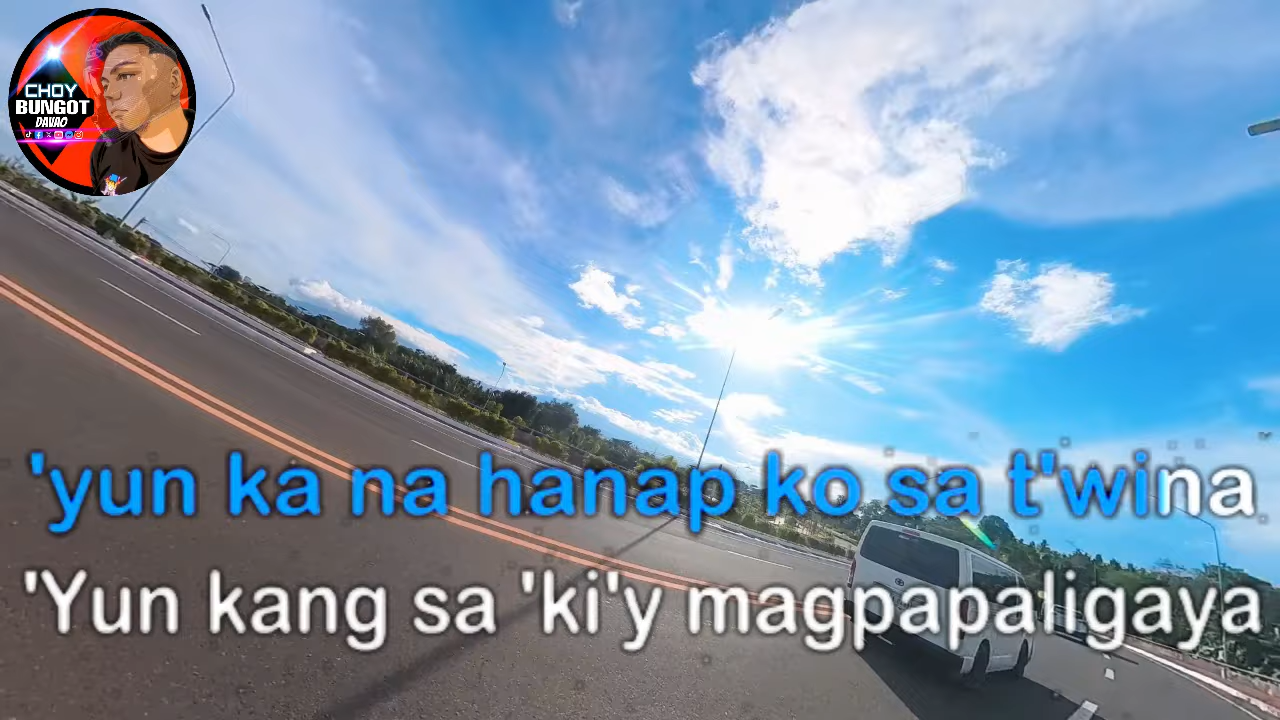 CHOY
BUNGOT
DAVAO
'yun ka na hanap ko sa t'wina
'Yun kang sa 'ki'y magpapaligaya